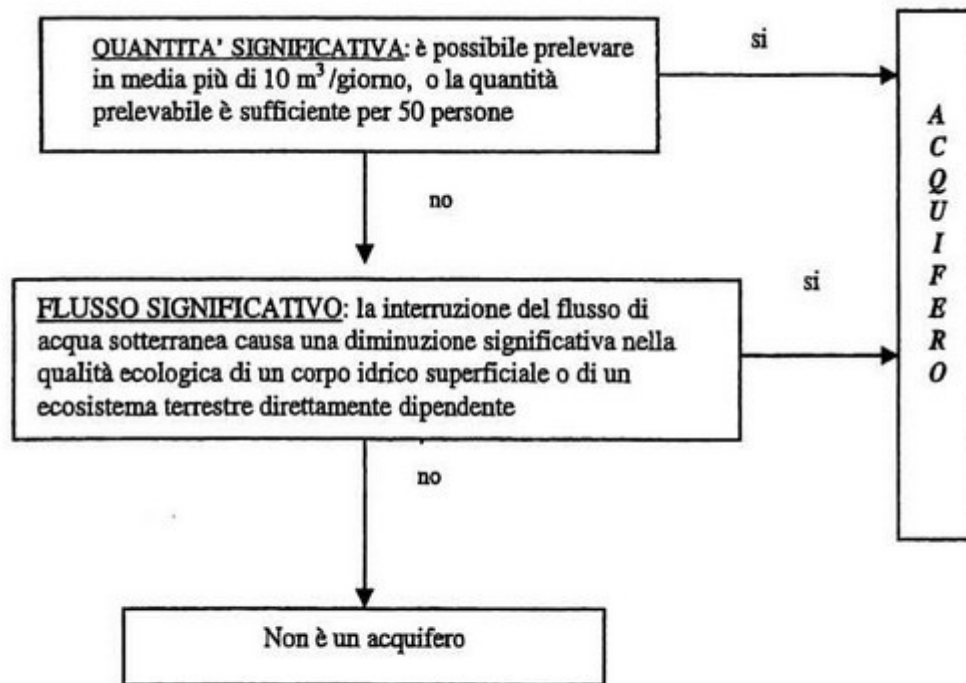 QUANTITA' SIGNIFICATIVA: è possibile prelevare
in media più di 10 m³/giorno, o la quantità
prelevabile è sufficiente per 50 persone
si
no
FLUSSO SIGNIFICATIVO: la interruzione del flusso di
acqua sotterranea causa una diminuzione significativa nella
qualità ecologica di un corpo idrico superficiale o di un
ecosistema terrestre direttamente dipendente
si
no
Non è un acquifero
A
C
Q
U
I
F
E
R
O